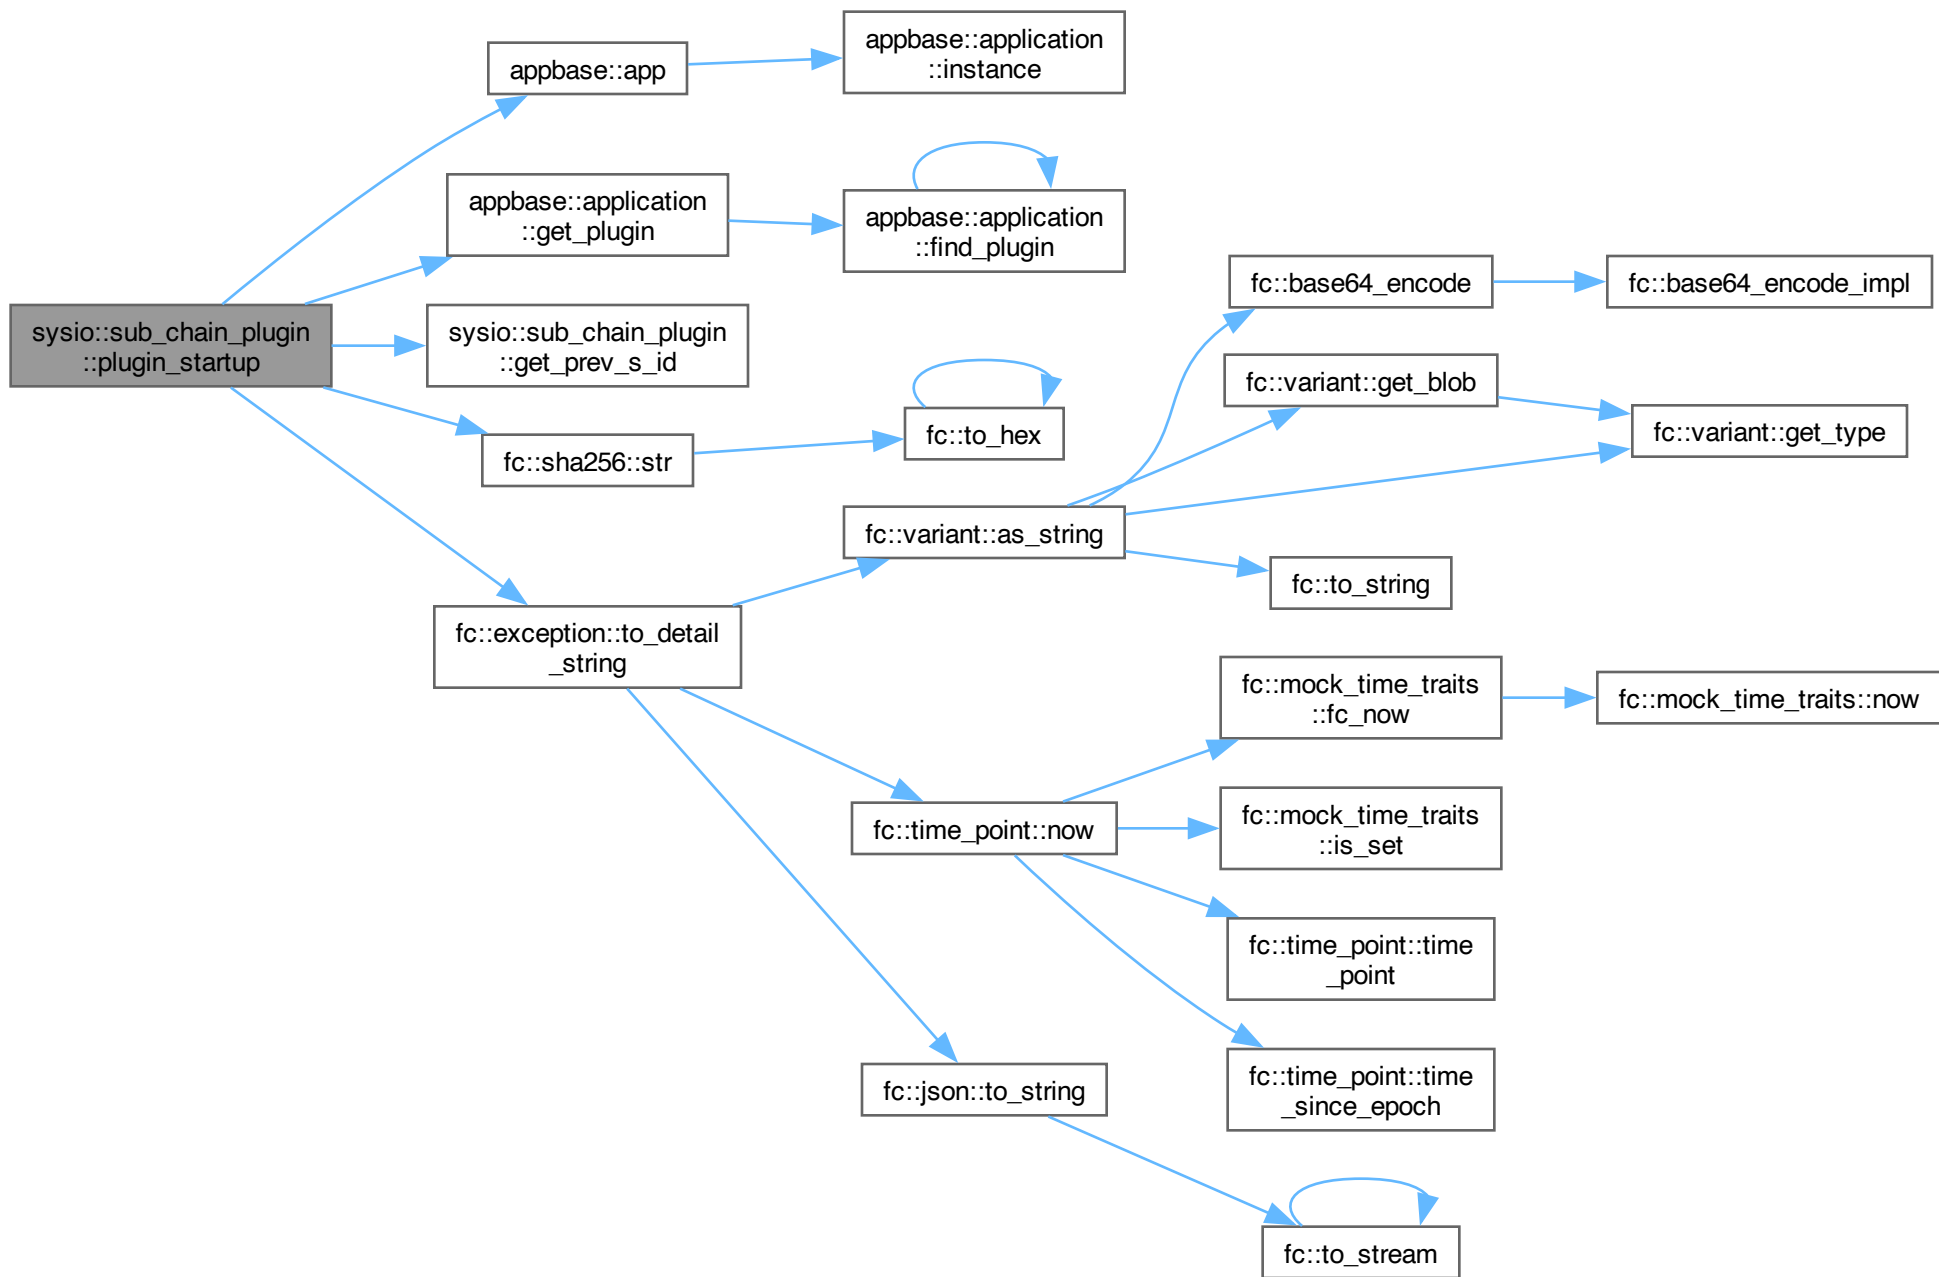 appbase::app
appbase::application
::instance
appbase::application
::get_plugin
appbase::application
::find_plugin
sysio::sub_chain_plugin
::plugin_startup
sysio::sub_chain_plugin
::get_prev_s_id
fc::sha256::str
fc::to_hex
fc::exception::to_detail
_string
fc::variant::as_string
fc::base64_encode
fc::base64_encode_impl
fc::variant::get_blob
fc::variant::get_type
fc::to_string
fc::time_point::now
fc::mock_time_traits
::fc_now
fc::mock_time_traits::now
fc::mock_time_traits
::is_set
fc::time_point::time
_point
fc::time_point::time
_since_epoch
fc::json::to_string
fc::to_stream